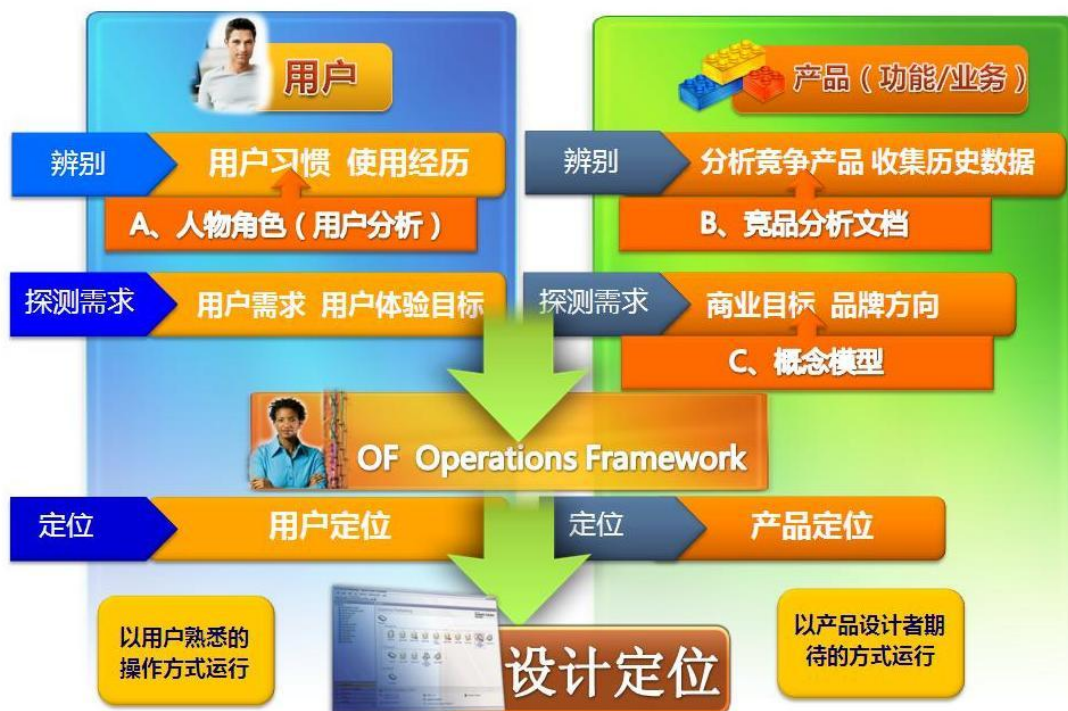 用户
产品（功能/业务）
辨别
用户习惯 使用经历
辨别
分析竞争产品 收集历史数据
A、人物角色（用户分析）
B、竞品分析文档
探测需求
用户需求 用户体验目标
探测需求
商业目标 品牌方向
C、概念模型
OF Operations Framework
定位
用户定位
定位
产品定位
以用户熟悉的
操作方式运行
以产品设计者期
待的方式运行
设计定位